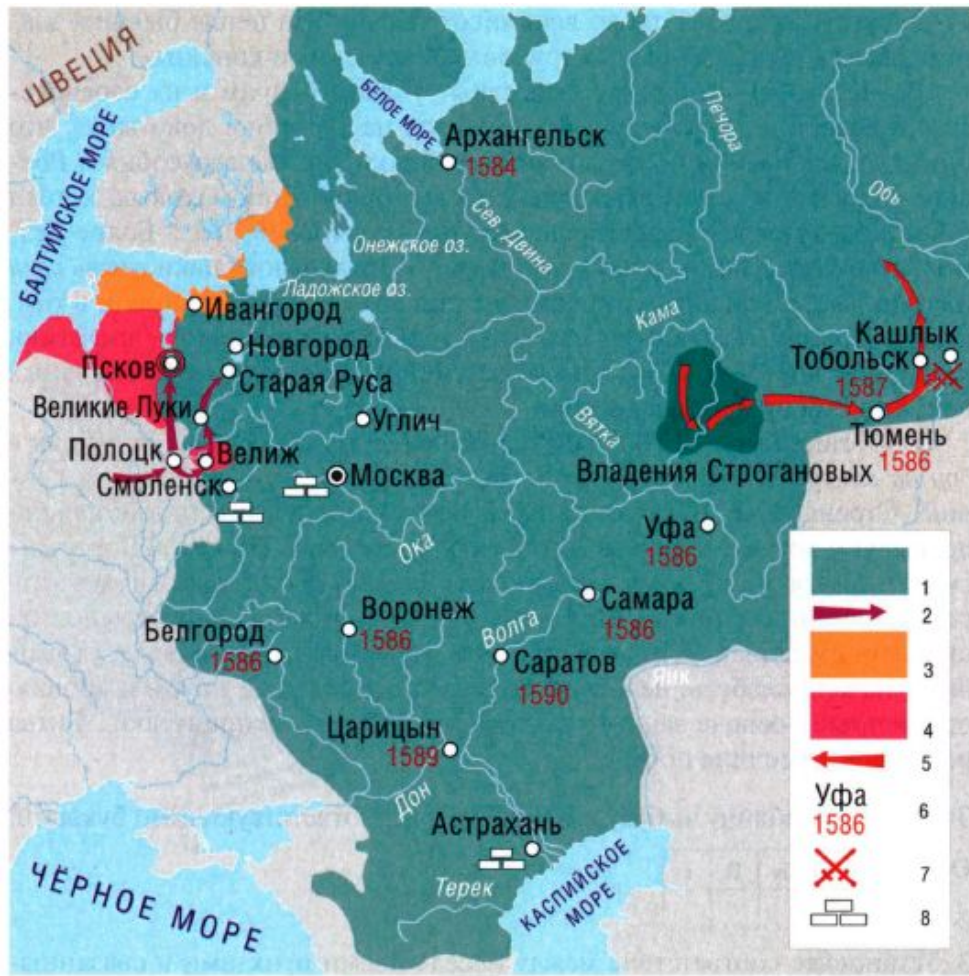 ШВЕЦИЯ
БАЛТИЙСКОЕ МОРЕ
БЕЛОЕ МОРЕ
Архангельск
1584
Печора
Обь
Сев. Двина
Онежское оз.
Ладожское оз.
Ивангород
Новгород
Псков
Старая Руса
Великие Луки
Углич
Полоцк
Велиж
Смоленск
Москва
Кама
Вятка
Владения Строгановых
Кашлык
Тобольск
1587
Тюмень
1586
Уфа
1586
Ока
Самара
1586
Воронеж
1586
Волга
Белгород
1586
Саратов
1590
ЯИК
Царицын
1589
Дон
Астрахань
Терек
КАСПИЙСКОЕ
МОРЕ
ЧЁРНОЕ МОРЕ
1
2
3
4
5
Уфа
1586
6
7
8